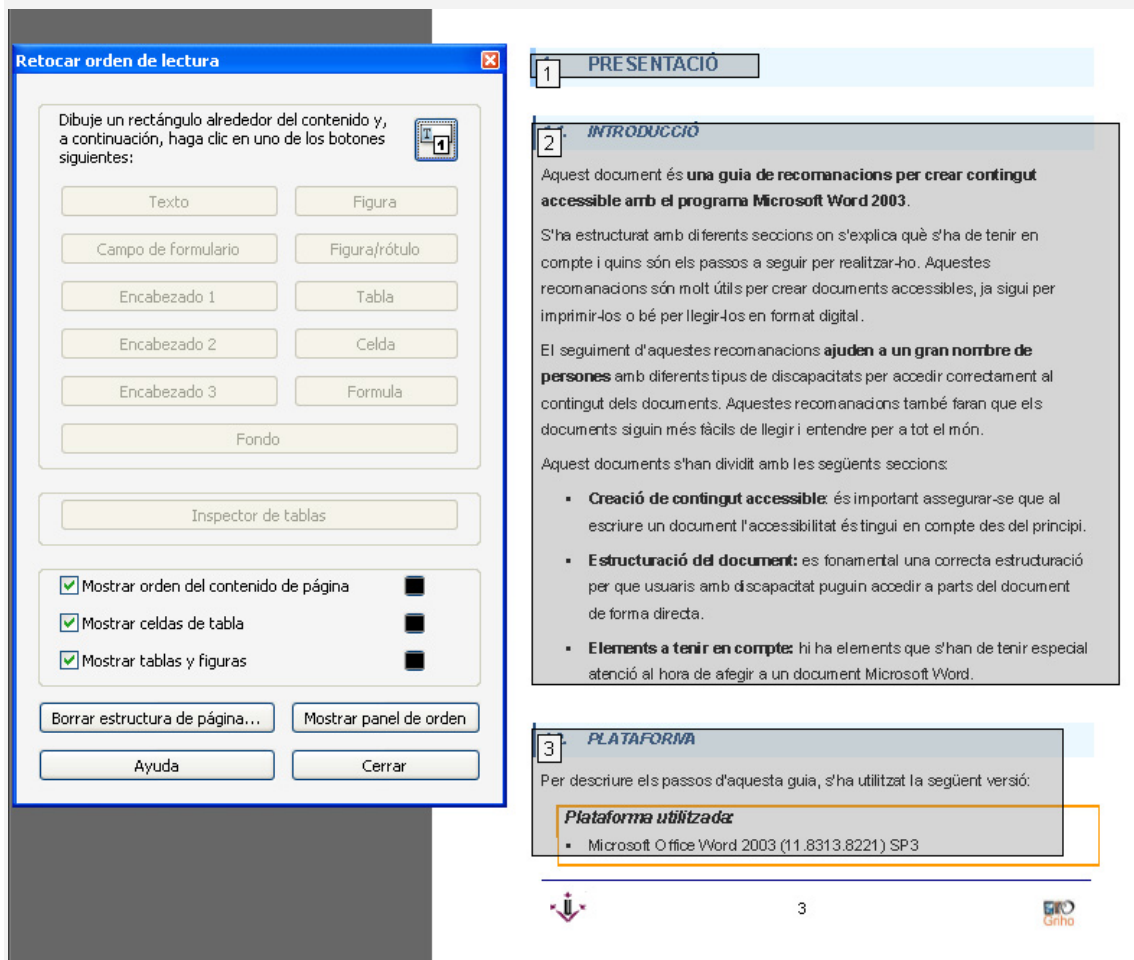 Retocar orden de lectura
Dibuje un rectángulo alrededor del contenido y,
a continuación, haga clic en uno de los botones
siguientes:
Texto
Figura
Campo de formulario
Figura/rótulo
Encabezado 1
Tabla
Encabezado 2
Celda
Encabezado 3
Formula
Fondo
Inspector de tablas
Mostrar orden del contenido de página
Mostrar celdas de tabla
Mostrar tablas y figuras
Borrar estructura de página...
Mostrar panel de orden
Ayuda
Cerrar
1 PRESENTACIÓ
2 INTRODUCCIÓ
Aquest document és una guia de recomanacions per crear contingut
accessible amb el programa Microsoft Word 2003.
S'ha estructurat amb diferents seccions on s'explica què s'ha de tenir en
compte i quins són els passos a seguir per realitzar-ho. Aquestes
recomanacions són molt útils per crear documents accessibles, ja sigui per
imprimir-los o bé per llegir-los en format digital.
El seguiment d'aquestes recomanacions ajuden a un gran nombre de
persones amb diferents tipus de discapacitats per accedir correctament al
contingut dels documents. Aquestes recomanacions també faran que els
documents siguin més fàcils de llegir i entendre per a tot el món.
Aquest documents s'han dividit amb les següents seccions:
▪ Creació de contingut accessible: és important assegurar-se que al
escriure un document l'accessibilitat és tingui en compte des del principi.
▪ Estructuració del document: es fonamental una correcta estructuració
per que usuaris amb discapacitat puguin accedir a parts del document
de forma directa.
▪ Elements a tenir en compte: hi ha elements que s'han de tenir especial
atenció al hora de afegir a un document Microsoft Word.
3 PLATAFORMA
Per descriure els passos d'aquesta guia, s'ha utilitzat la següent versió:
Plataforma utilitzada:
▪ Microsoft Office Word 2003 (11.8313.8221) SP3
3
Griho